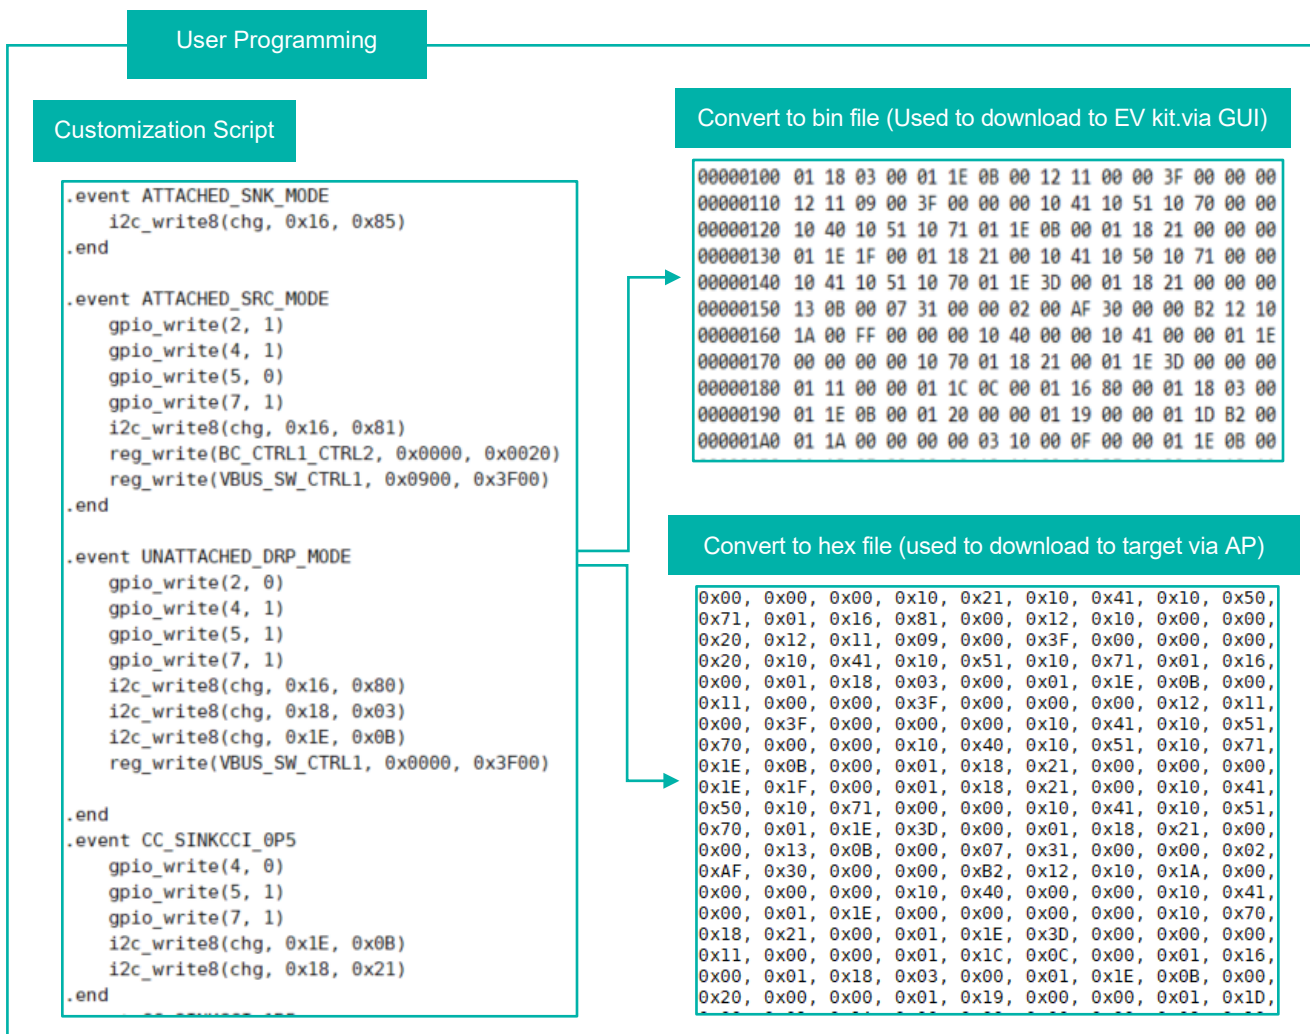 User Programming
Customization Script
.event ATTACHED_SNK_MODE
i2c_write8(chg, 0x16, 0x85)
.end
.event ATTACHED_SRC_MODE
gpio_write(2, 1)
gpio_write(4, 1)
gpio_write(5, 0)
gpio_write(7, 1)
i2c_write8(chg, 0x16, 0x81)
reg_write(BC_CTRL1_CTRL2, 0x0000, 0x0020)
reg_write(VBUS_SW_CTRL1, 0x0900, 0x3F00)
.end
.event UNATTACHED_DRP_MODE
gpio_write(2, 0)
gpio_write(4, 1)
gpio_write(5, 1)
gpio_write(7, 1)
i2c_write8(chg, 0x16, 0x80)
i2c_write8(chg, 0x18, 0x03)
i2c_write8(chg, 0x1E, 0x0B)
reg_write(VBUS_SW_CTRL1, 0x0000, 0x3F00)
.end
.event CC_SINKCCI_0P5
gpio_write(4, 0)
gpio_write(5, 1)
gpio_write(7, 1)
i2c_write8(chg, 0x1E, 0x0B)
i2c_write8(chg, 0x18, 0x21)
.end
Convert to bin file (Used to download to EV kit.via GUI)
00000100 01 18 03 00 01 1E 0B 00 12 11 00 00 3F 00 00 00
00000110 12 11 09 00 3F 00 00 00 10 41 10 51 10 70 00 00
00000120 10 40 10 51 10 71 01 1E 0B 00 01 18 21 00 00 00
00000130 01 1E 1F 00 01 18 21 00 10 41 10 50 10 71 00 00
00000140 10 41 10 51 10 70 01 1E 3D 00 01 18 21 00 00 00
00000150 13 0B 00 07 31 00 00 02 00 AF 30 00 00 B2 12 10
00000160 1A 00 FF 00 00 00 10 40 00 00 10 41 00 00 01 1E
00000170 00 00 00 00 10 70 01 18 21 00 01 1E 3D 00 00 00
00000180 01 11 00 00 01 1C 0C 00 01 16 80 00 01 18 03 00
00000190 01 1E 0B 00 01 20 00 00 01 19 00 00 01 1D B2 00
000001A0 01 1A 00 00 00 00 03 10 00 0F 00 00 01 1E 0B 00
Convert to hex file (used to download to target via AP)
0x00, 0x00, 0x00, 0x10, 0x21, 0x10, 0x41, 0x10, 0x50,
0x71, 0x01, 0x16, 0x81, 0x00, 0x12, 0x10, 0x00, 0x00,
0x20, 0x12, 0x11, 0x09, 0x00, 0x3F, 0x00, 0x00, 0x00,
0x20, 0x10, 0x41, 0x10, 0x51, 0x10, 0x71, 0x01, 0x16,
0x00, 0x01, 0x18, 0x03, 0x00, 0x01, 0x1E, 0x0B, 0x00,
0x11, 0x00, 0x00, 0x3F, 0x00, 0x00, 0x00, 0x12, 0x11,
0x00, 0x3F, 0x00, 0x00, 0x00, 0x10, 0x41, 0x10, 0x51,
0x70, 0x00, 0x00, 0x10, 0x40, 0x10, 0x51, 0x10, 0x71,
0x1E, 0x0B, 0x00, 0x01, 0x18, 0x21, 0x00, 0x00, 0x00,
0x1E, 0x1F, 0x00, 0x01, 0x18, 0x21, 0x00, 0x10, 0x41,
0x50, 0x10, 0x71, 0x00, 0x00, 0x10, 0x41, 0x10, 0x51,
0x70, 0x01, 0x1E, 0x3D, 0x00, 0x01, 0x18, 0x21, 0x00,
0x00, 0x13, 0x0B, 0x00, 0x07, 0x31, 0x00, 0x00, 0x02,
0xAF, 0x30, 0x00, 0x00, 0xB2, 0x12, 0x10, 0x1A, 0x00,
0x00, 0x00, 0x00, 0x10, 0x40, 0x00, 0x00, 0x10, 0x41,
0x00, 0x01, 0x1E, 0x00, 0x00, 0x00, 0x00, 0x10, 0x70,
0x18, 0x21, 0x00, 0x01, 0x1E, 0x3D, 0x00, 0x00, 0x00,
0x11, 0x00, 0x00, 0x01, 0x1C, 0x0C, 0x00, 0x01, 0x16,
0x00, 0x01, 0x18, 0x03, 0x00, 0x01, 0x1E, 0x0B, 0x00,
0x20, 0x00, 0x00, 0x01, 0x19, 0x00, 0x00, 0x01, 0x1D,